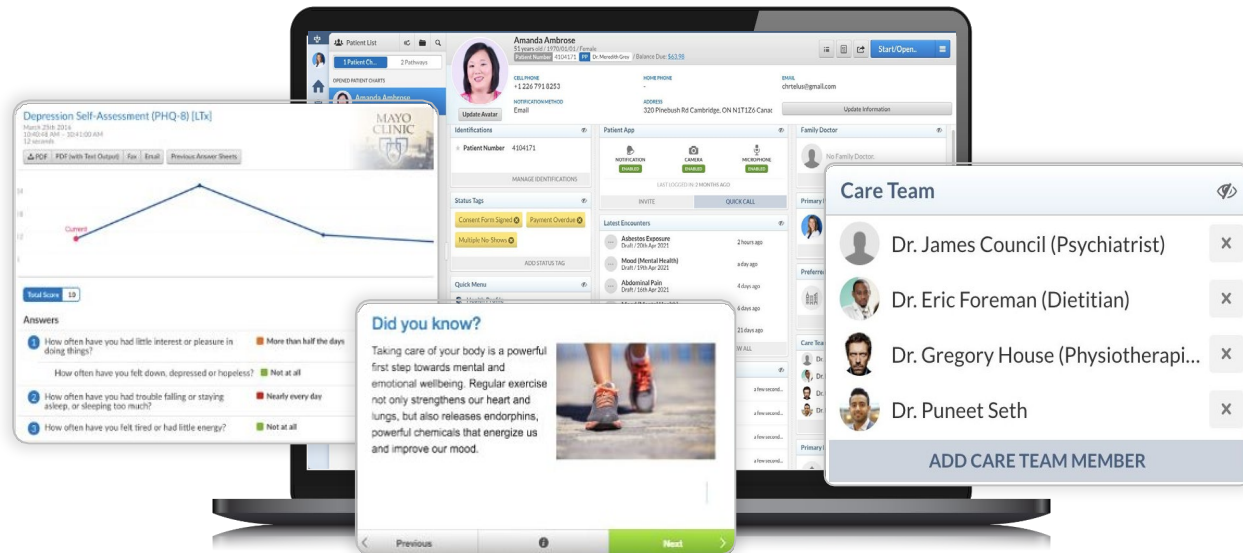 Patient List
1 Patient Ch...
2 Pathways
OPENED PATIENT CHARTS
Amanda Ambrose
Amanda Ambrose
51 years old / 1970/01/01 / Female
Patient Number 4104171 PP Dr. Meredith Grey / Balance Due: $63.98
Start/Open..
Update Avatar
CELL PHONE
+1 226 791 8253
HOME PHONE
-
EMAIL
chrtelus@gmail.com
NOTIFICATION METHOD
Email
ADDRESS
320 Pinebush Rd Cambridge, ON N1T1Z6 Canac
Update Information
Identifications
Patient Number 4104171
MANAGE IDENTIFICATIONS
Status Tags
Consent Form Signed
Payment Overdue
Multiple No-Shows
ADD STATUS TAG
Quick Menu
Health Profile
Patient App
NOTIFICATION
ENABLED
CAMERA
ENABLED
MICROPHONE
ENABLED
LAST LOGGED IN: 2 MONTHS AGO
INVITE
QUICK CALL
Latest Encounters
Asbestos Exposure
Draft / 20th Apr 2021
2 hours ago
Mood (Mental Health)
Draft / 19th Apr 2021
a day ago
Abdominal Pain
Draft / 16th Apr 2021
4 days ago
6 days ago
21 days ago
a few second...
a few second...
a few second...
a few second...
Family Doctor
No Family Doctor.
Depression Self-Assessment (PHQ-8) [LTx]
March 25th 2016
10:40:48 AM - 10:41:00 AM
12 seconds
MAYO
CLINIC
PDF
PDF (with Text Output)
Fax
Email
Previous Answer Sheets
Current
Total Score 10
Answers
1 How often have you had little interest or pleasure in
doing things?
More than half the days
How often have you felt down, depressed or hopeless?
Not at all
2 How often have you had trouble falling or staying
asleep, or sleeping too much?
Nearly every day
3 How often have you felt tired or had little energy?
Not at all
Did you know?
Taking care of your body is a powerful
first step towards mental and
emotional wellbeing. Regular exercise
not only strengthens our heart and
lungs, but also releases endorphins,
powerful chemicals that energize us
and improve our mood.
Previous
Next
Care Team
Dr. James Council (Psychiatrist)
Dr. Eric Foreman (Dietitian)
Dr. Gregory House (Physiotherapi...
Dr. Puneet Seth
ADD CARE TEAM MEMBER